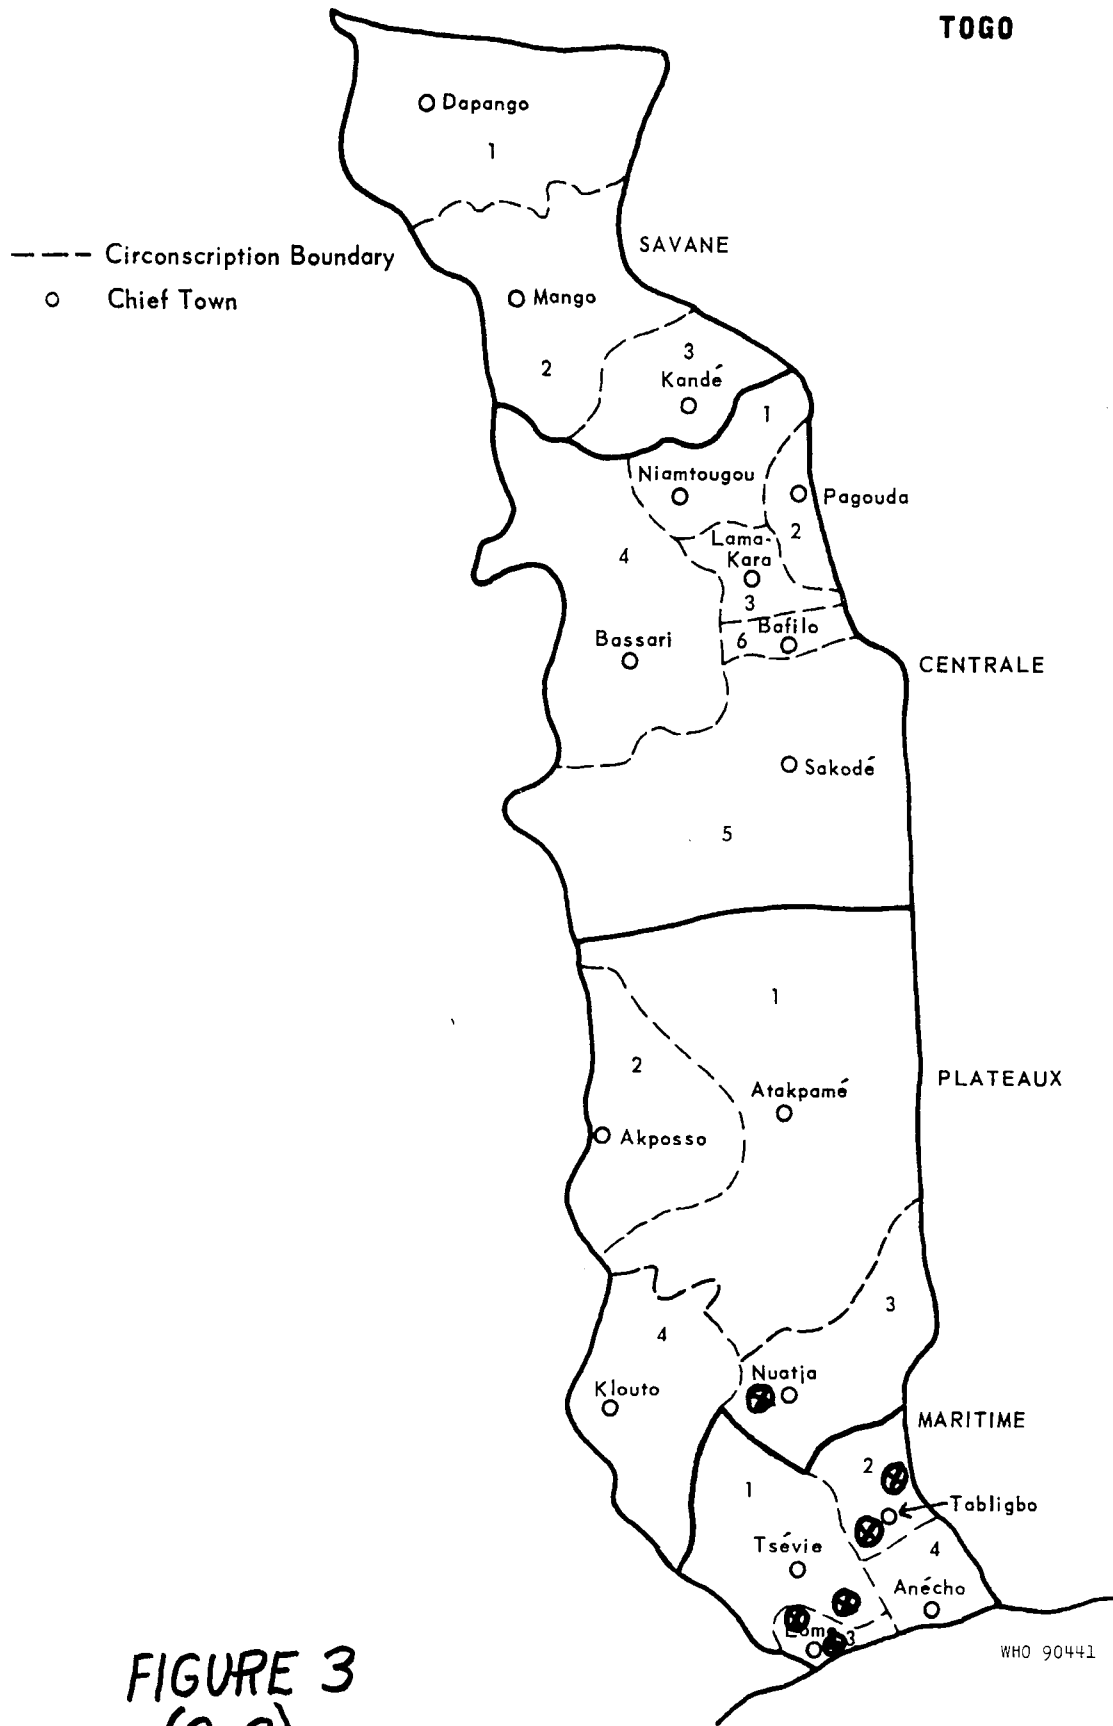 TOGO
Dapango
1
SAVANE
--- Circonscription Boundary
Chief Town
Mango
2
3
Kandé
1
Niamtougou
Pagouda
2
4
Lama-
Kara
3
Bafilo
6
Bassari
CENTRALE
Sakodé
5
1
2
PLATEAUX
Atakpamé
Akposso
3
4
Nuatja
Klouto
MARITIME
2
1
Tabligbo
Tsévie
4
Anécho
Lome
3
WHO 90441
FIGURE 3